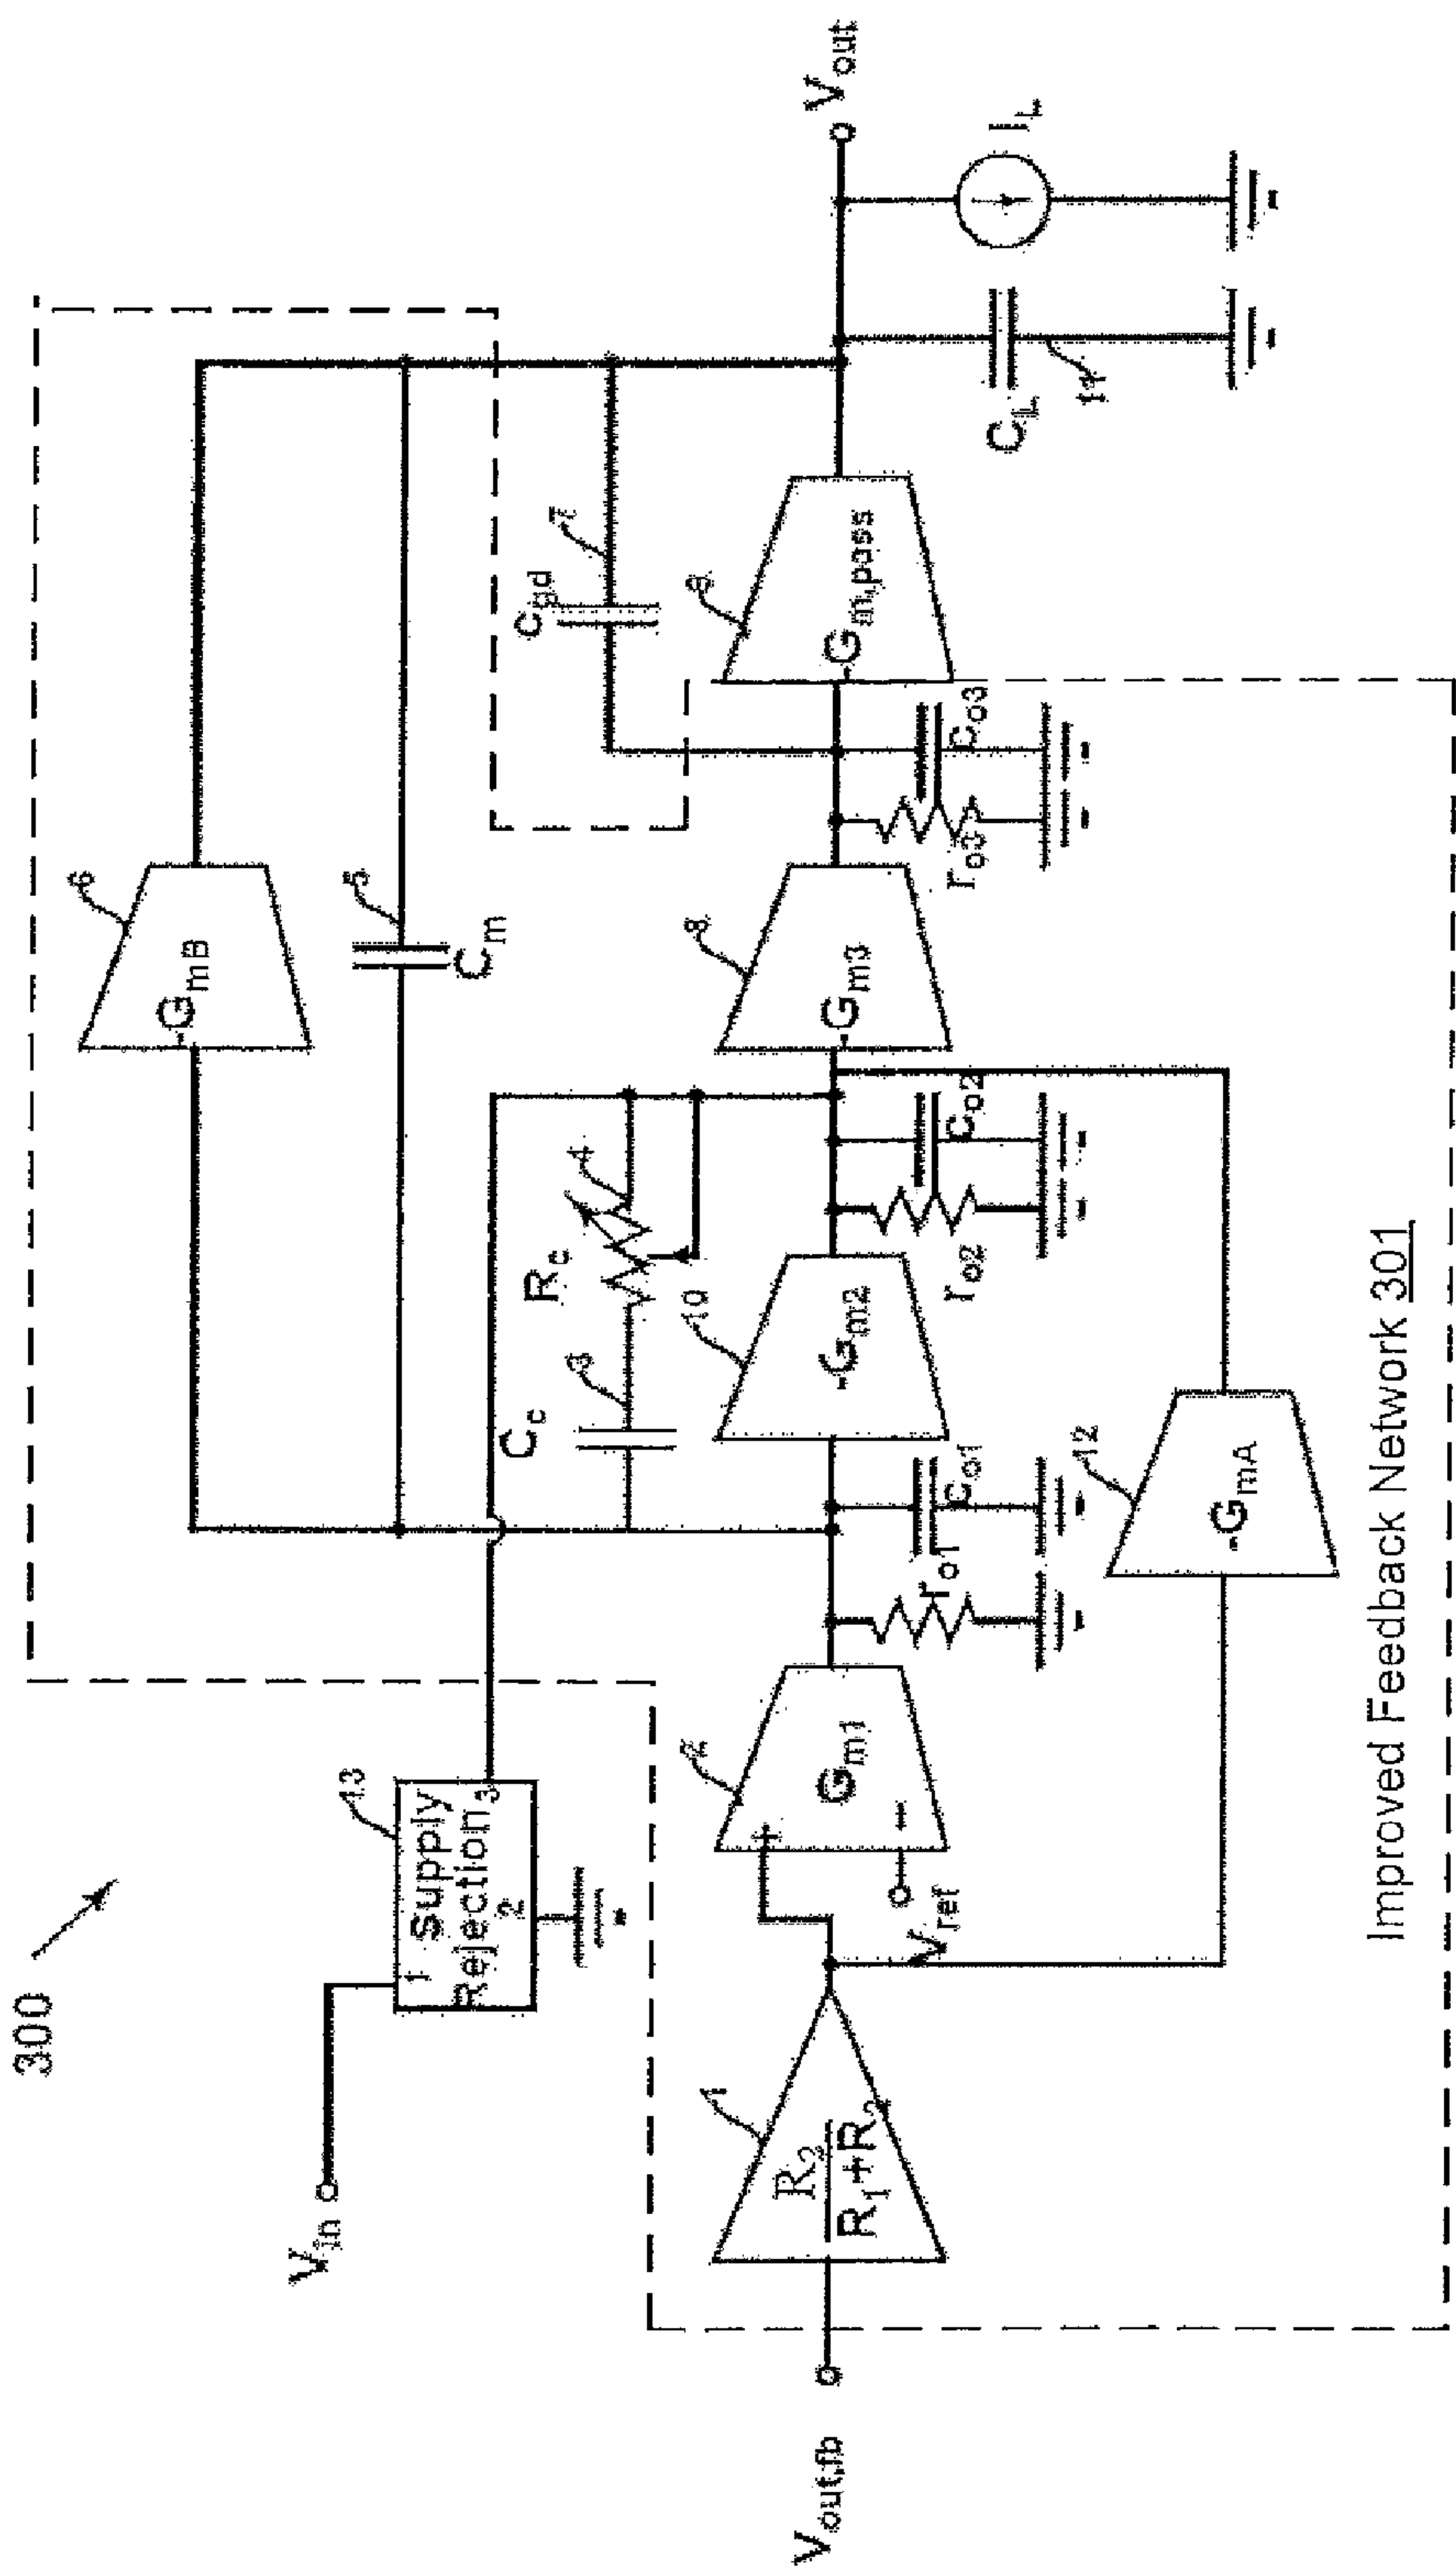 300
V_in
1 Supply
Rejection 3
2
13
V_out,fb
R_2
R_1+R_2
1
V_ref
+
-
G_m1
2
r_o1
c_o1
-G_mA
12
C_c
3
R_c
4
-G_m2
10
r_o2
c_o2
-G_mB
6
C_m
5
-G_m3
8
r_o3
c_o3
c_gd
7
-G_m,pass
9
C_L
11
I_L
V_out
Improved Feedback Network 301